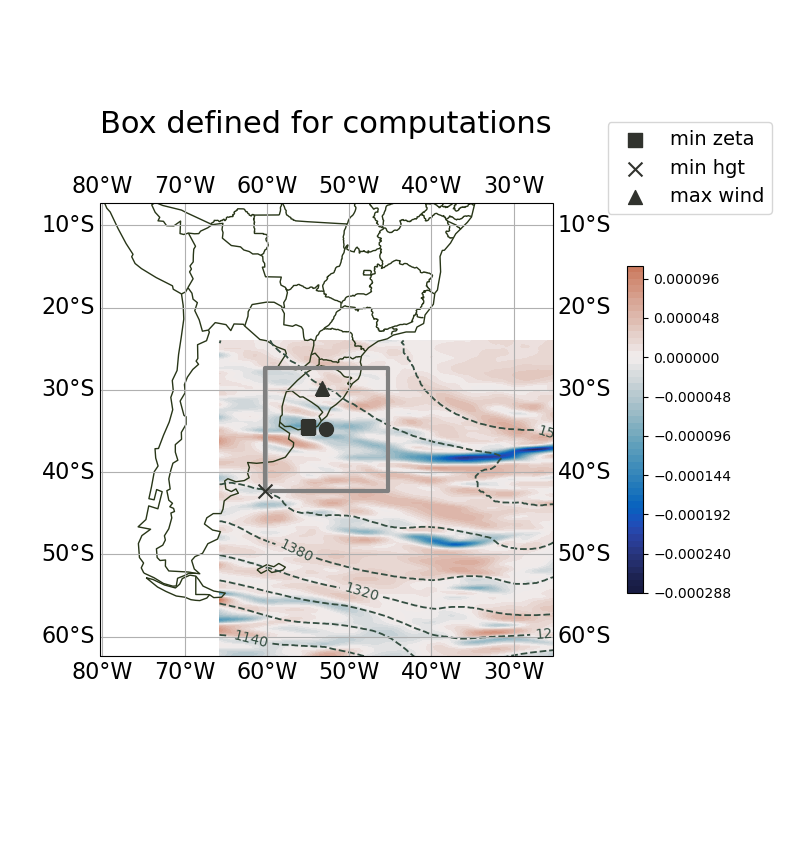 Box defined for computations
min zeta
min hgt
max wind
80°W 70°W 60°W 50°W 40°W 30°W
10°S 10°S
20°S 20°S
30°S 30°S
40°S 40°S
50°S 50°S
60°S 60°S
80°W 70°W 60°W 50°W 40°W 30°W
15
1380
1320
1140
12
0.000096
0.000048
0.000000
−0.000048
−0.000096
−0.000144
−0.000192
−0.000240
−0.000288